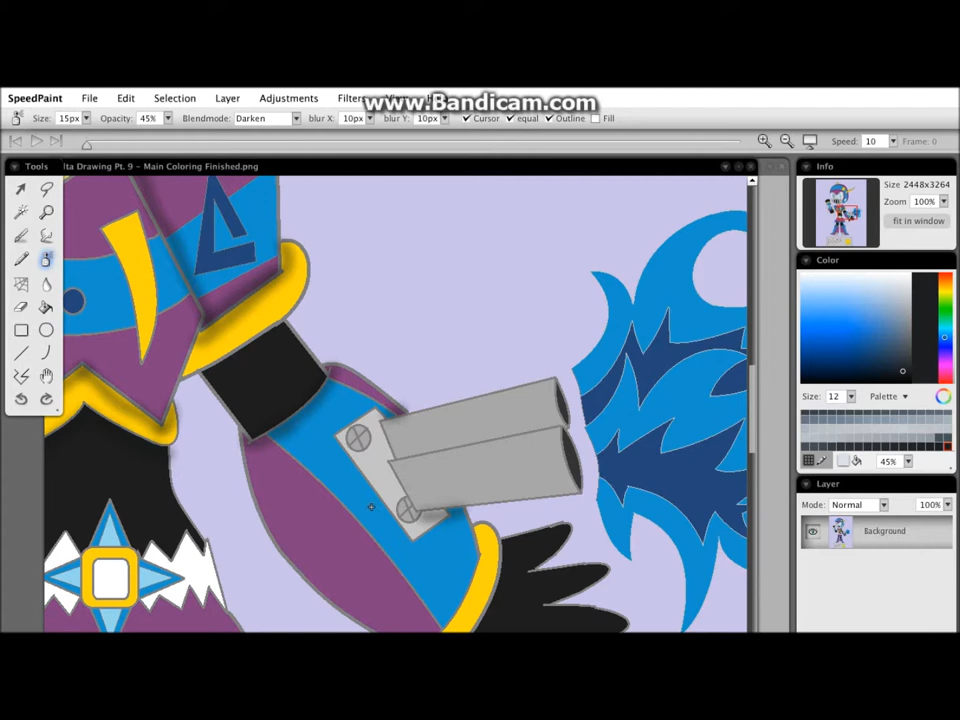 SpeedPaint File Edit Selection Layer Adjustments Filters
www.Bandicam.com
Size: 15px Opacity: 45% Blendmode: Darken blur X: 10px blur Y: 10px Cursor equal Outline Fill
Speed: 10 Frame: 0
Tools lta Drawing Pt. 9 - Main Coloring Finished.png
Info
Size 2448x3264
Zoom 100%
fit in window
Color
Size: 12 Palette
45%
Layer
Mode: Normal 100%
Background